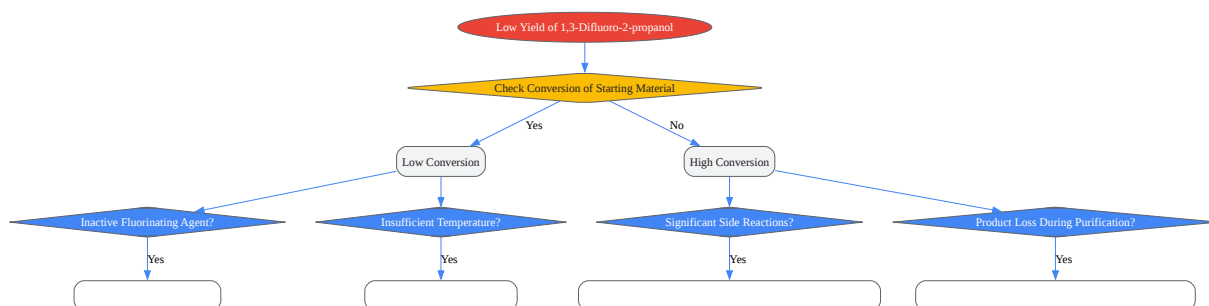 Low Yield of 1,3-Difluoro-2-propanol
Check Conversion of Starting Material
Yes
No
Low Conversion
High Conversion
Inactive Fluorinating Agent?
Insufficient Temperature?
Significant Side Reactions?
Product Loss During Purification?
Yes
Yes
Yes
Yes